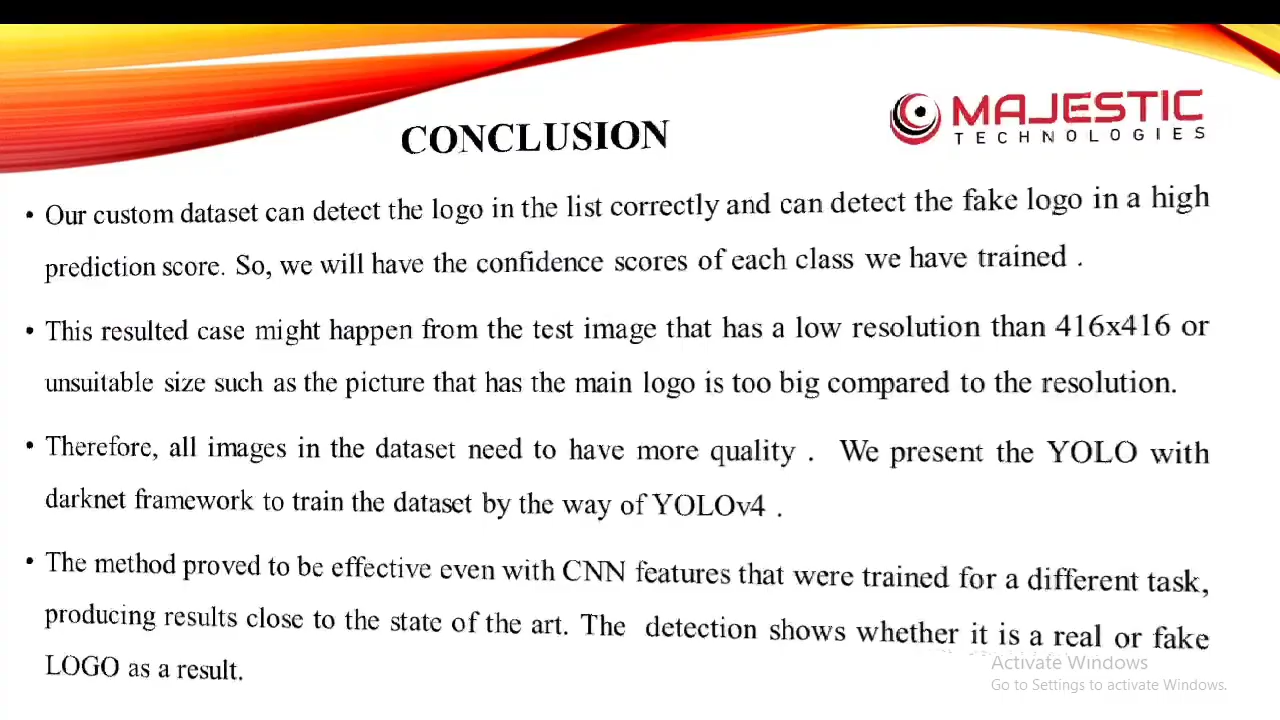 MAJESTIC
TECHNOLOGIES
CONCLUSION
• Our custom dataset can detect the logo in the list correctly and can detect the fake logo in a high
prediction score. So, we will have the confidence scores of each class we have trained .
• This resulted case might happen from the test image that has a low resolution than 416x416 or
unsuitable size such as the picture that has the main logo is too big compared to the resolution.
• Therefore, all images in the dataset need to have more quality . We present the YOLO with
darknet framework to train the dataset by the way of YOLOv4 .
• The method proved to be effective even with CNN features that were trained for a different task,
producing results close to the state of the art. The detection shows whether it is a real or fake
LOGO as a result.
Activate Windows
Go to Settings to activate Windows.